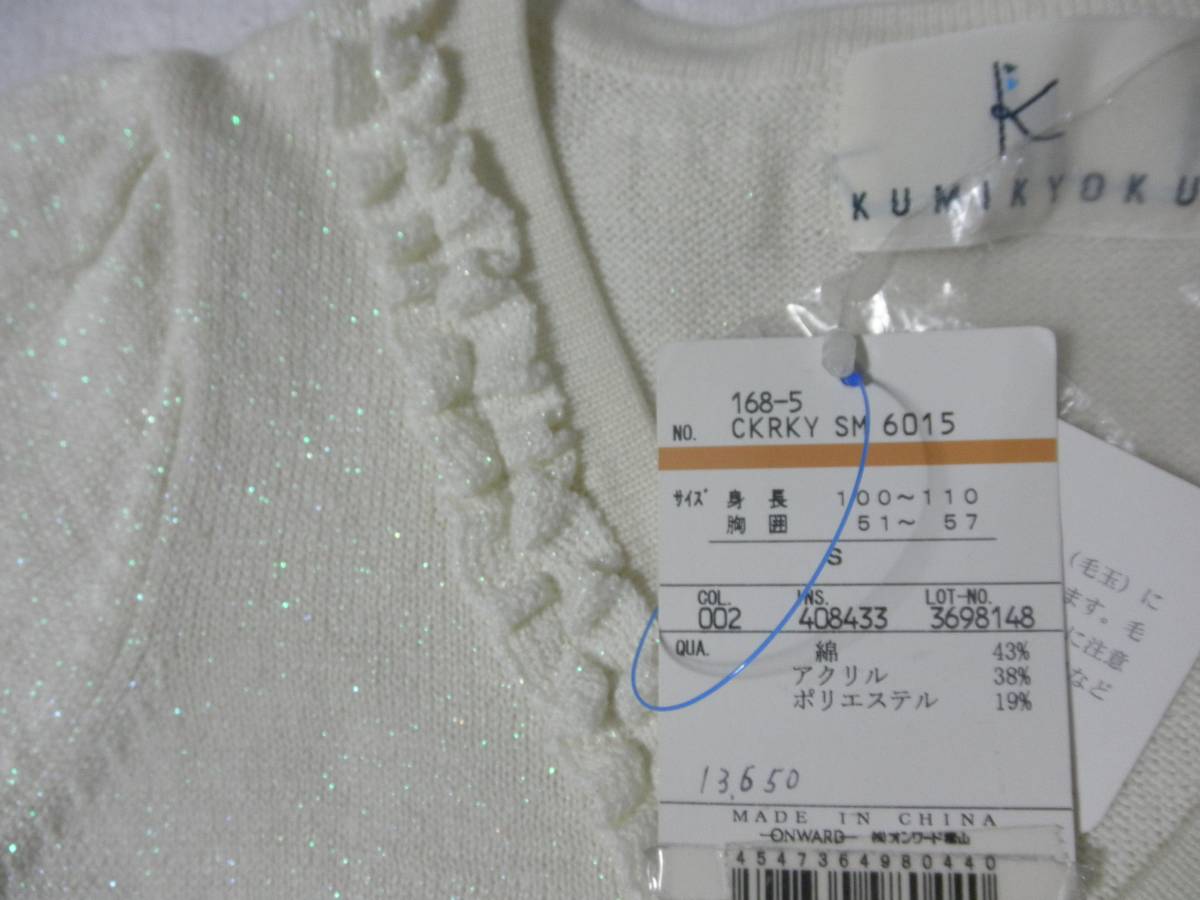 K
KUMIKYOKU
168-5
NO. CKRKY SM 6015
サイズ 身長 100~110
胸囲 51~ 57
S
COL. INS. LOT-NO.
002 408433 3698148
QUA. 綿 43%
アクリル 38%
ポリエステル 19%
13,650
MADE IN CHINA
ONWARD ㈱オンワード樫山
4547364980440
(毛玉)に
ます。毛
に注意
など